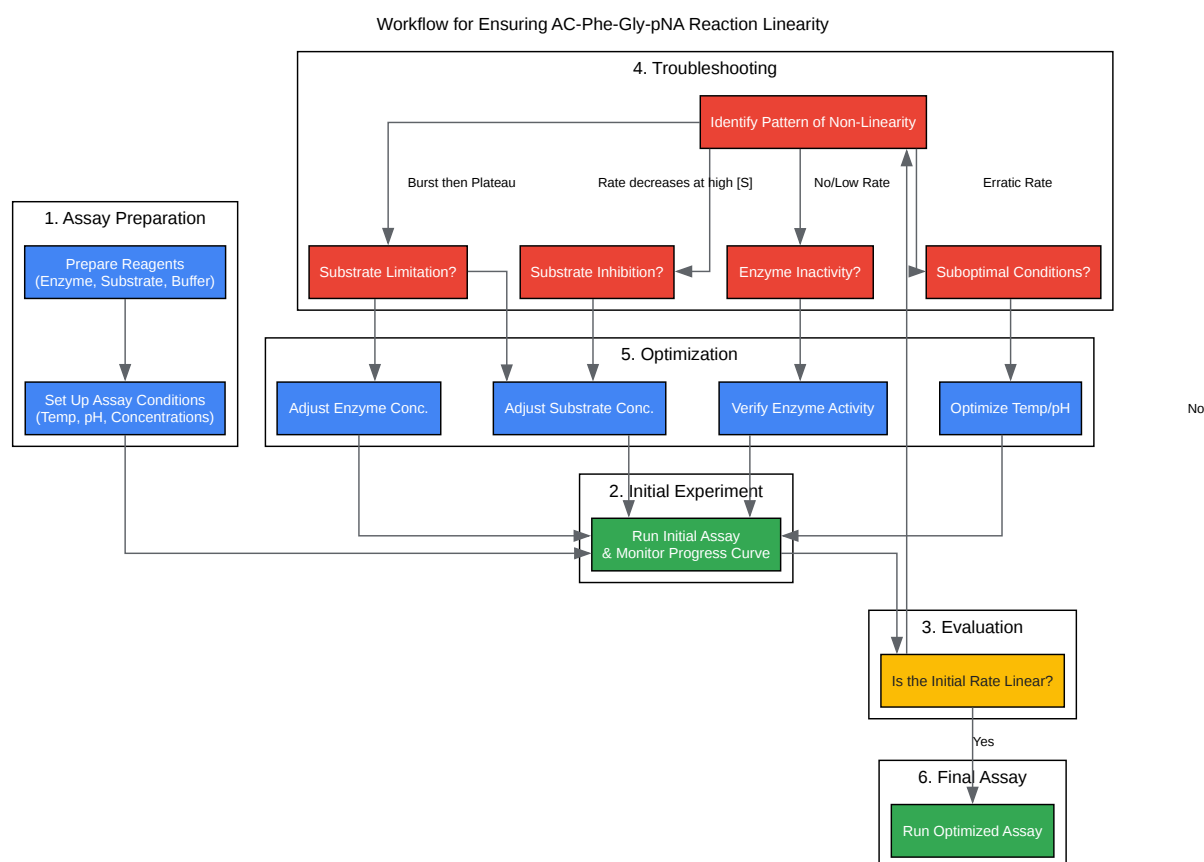 Workflow for Ensuring AC-Phe-Gly-pNA Reaction Linearity
4. Troubleshooting
Identify Pattern of Non-Linearity
Burst then Plateau
Rate decreases at high [S]
No/Low Rate
Erratic Rate
1. Assay Preparation
Prepare Reagents
(Enzyme, Substrate, Buffer)
Substrate Limitation?
Substrate Inhibition?
Enzyme Inactivity?
Suboptimal Conditions?
5. Optimization
Set Up Assay Conditions
(Temp, pH, Concentrations)
Adjust Enzyme Conc.
Adjust Substrate Conc.
Verify Enzyme Activity
Optimize Temp/pH
No
2. Initial Experiment
Run Initial Assay
& Monitor Progress Curve
3. Evaluation
Is the Initial Rate Linear?
Yes
6. Final Assay
Run Optimized Assay